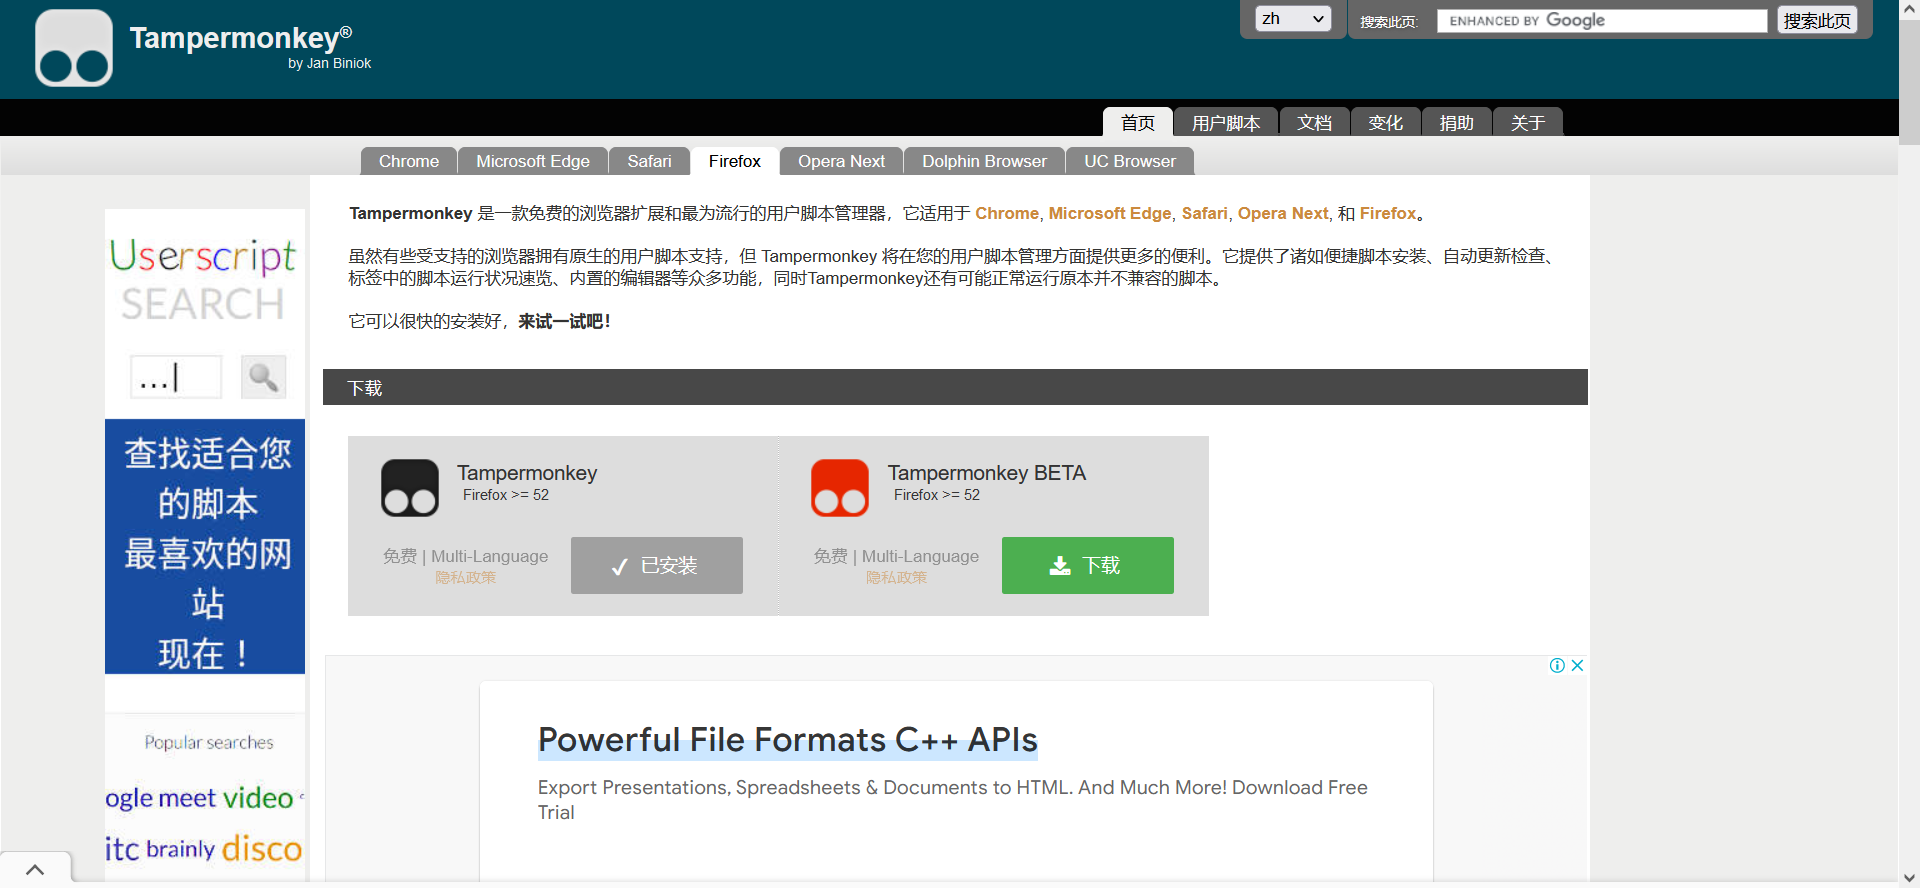 Tampermonkey®
by Jan Biniok
zh
搜索此页:
ENHANCED BY Google
搜索此页
首页
用户脚本
文档
变化
捐助
关于
Chrome
Microsoft Edge
Safari
Firefox
Opera Next
Dolphin Browser
UC Browser
Userscript
SEARCH
...|
查找适合您
的脚本
最喜欢的网
站
现在！
Popular searches
ogle meet video
itc brainly disco
Tampermonkey 是一款免费的浏览器扩展和最为流行的用户脚本管理器，它适用于 Chrome, Microsoft Edge, Safari, Opera Next, 和 Firefox。
虽然有些受支持的浏览器拥有原生的用户脚本支持，但 Tampermonkey 将在您的用户脚本管理方面提供更多的便利。它提供了诸如便捷脚本安装、自动更新检查、
标签中的脚本运行状况速览、内置的编辑器等众多功能，同时Tampermonkey还有可能正常运行原本并不兼容的脚本。
它可以很快的安装好，来试一试吧！
下载
Tampermonkey
Firefox >= 52
免费 | Multi-Language
隐私政策
已安装
Tampermonkey BETA
Firefox >= 52
免费 | Multi-Language
隐私政策
下载
Powerful File Formats C++ APIs
Export Presentations, Spreadsheets & Documents to HTML. And Much More! Download Free
Trial